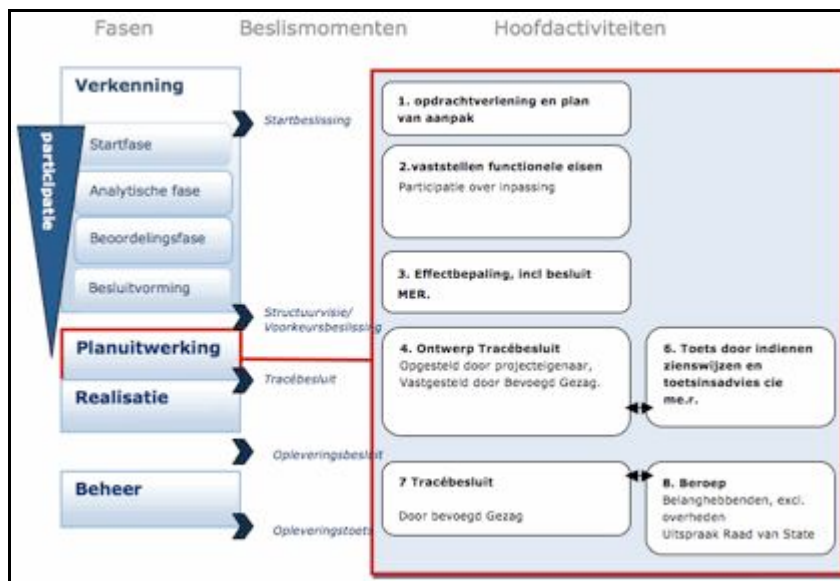 Fasen
Beslismomenten
Hoofdactiviteiten
participatie
Verkenning
Startfase
Analytische fase
Beoordelingsfase
Besluitvorming
Planuitwerking
Realisatie
Beheer
Startbeslissing
Structuurvisie/
Voorkeursbeslissing
Tracébesluit
Opleveringsbesluit
Opleveringstoets
1. opdrachtverlening en plan
van aanpak
2.vaststellen functionele eisen
Participatie over inpassing
3. Effectbepaling, incl besluit
MER.
4. Ontwerp Tracébesluit
Opgesteld door projecteigenaar,
Vastgesteld door Bevoegd Gezag.
6. Toets door indienen
zienswijzen en
toetsinsadvies cie
me.r.
7 Tracébesluit
Door bevoegd Gezag
8. Beroep
Belanghebbenden, excl.
overheden
Uitspraak Raad van State